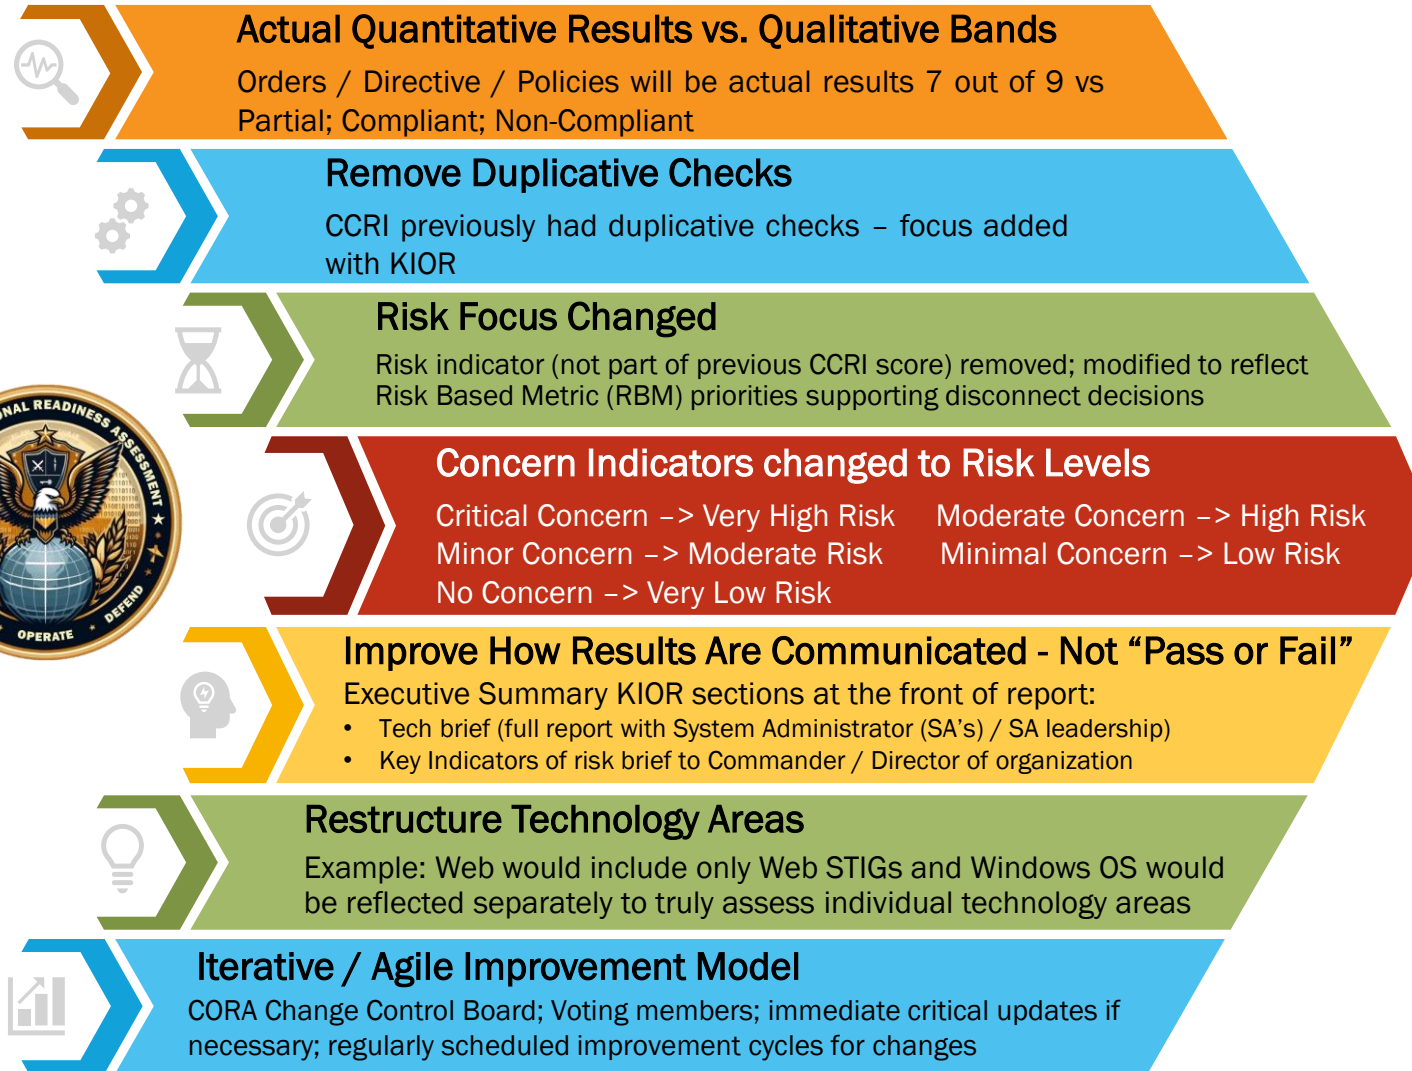 Actual Quantitative Results vs. Qualitative Bands
Orders / Directive / Policies will be actual results 7 out of 9 vs
Partial; Compliant; Non-Compliant
Remove Duplicative Checks
CCRI previously had duplicative checks – focus added
with KIOR
Risk Focus Changed
Risk indicator (not part of previous CCRI score) removed; modified to reflect
Risk Based Metric (RBM) priorities supporting disconnect decisions
NAL READINESS ASSESSMENT
OPERATE ★ DEFEND
Concern Indicators changed to Risk Levels
Critical Concern –> Very High Risk Moderate Concern –> High Risk
Minor Concern –> Moderate Risk Minimal Concern –> Low Risk
No Concern –> Very Low Risk
Improve How Results Are Communicated - Not “Pass or Fail”
Executive Summary KIOR sections at the front of report:
• Tech brief (full report with System Administrator (SA’s) / SA leadership)
• Key Indicators of risk brief to Commander / Director of organization
Restructure Technology Areas
Example: Web would include only Web STIGs and Windows OS would
be reflected separately to truly assess individual technology areas
Iterative / Agile Improvement Model
CORA Change Control Board; Voting members; immediate critical updates if
necessary; regularly scheduled improvement cycles for changes